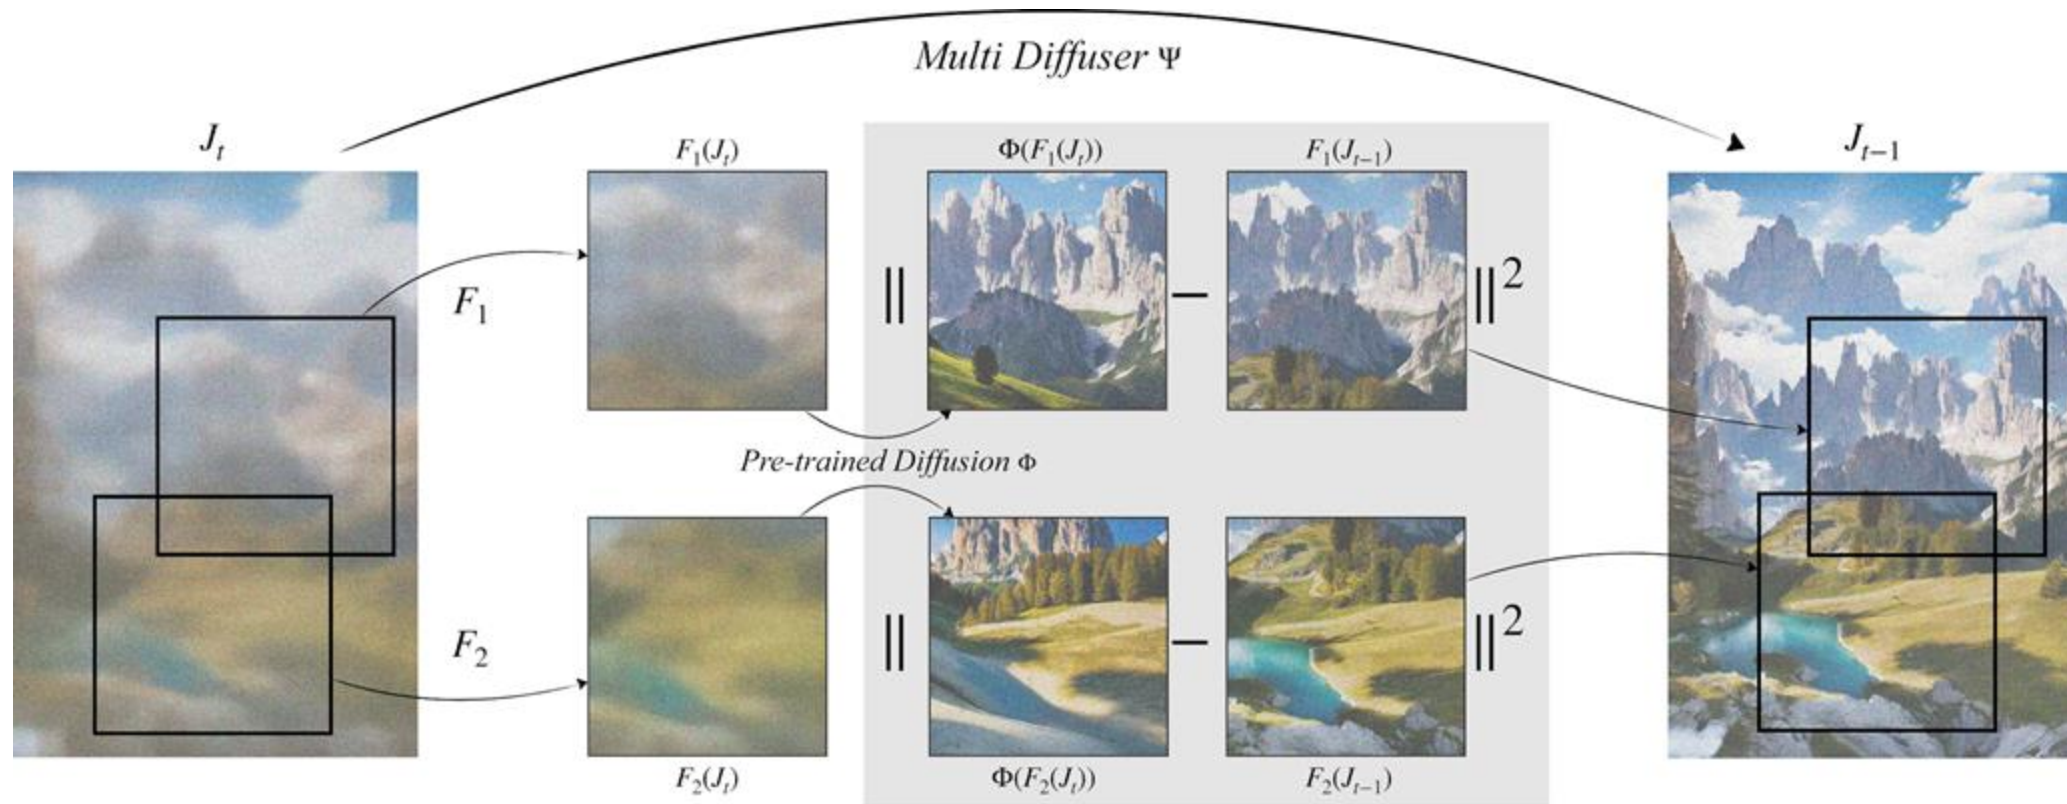 Multi Diffuser Ψ
J_t
F_1(J_t)
Φ(F_1(J_t))
F_1(J_{t−1})
J_{t−1}
F_1
|| − ||^2
Pre-trained Diffusion Φ
F_2
|| − ||^2
F_2(J_t)
Φ(F_2(J_t))
F_2(J_{t−1})